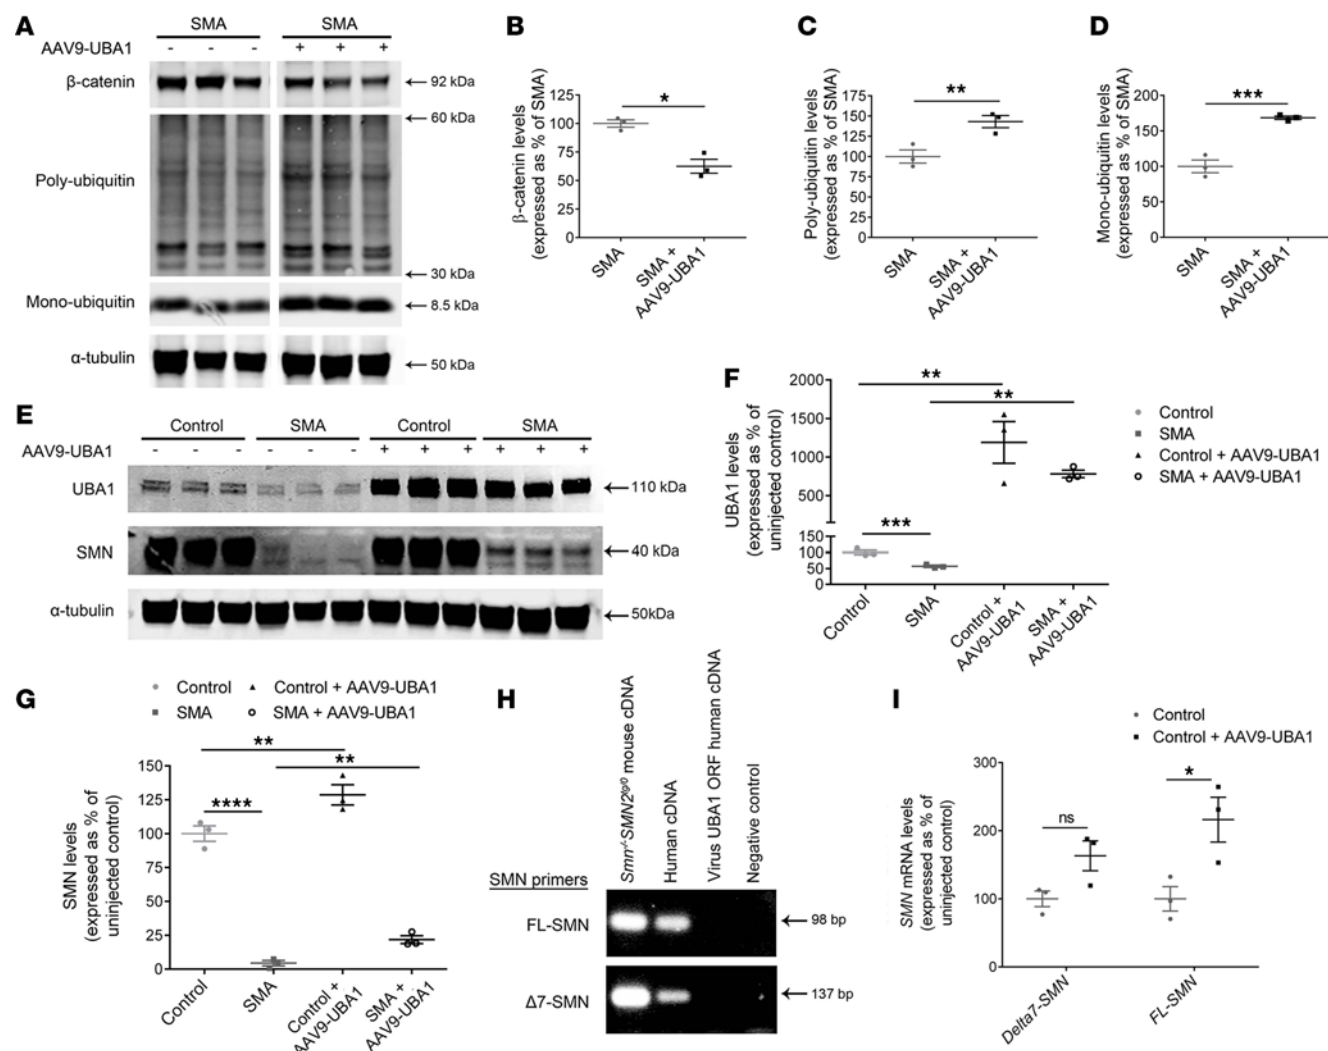 A
SMA SMA
AAV9-UBA1 - - - + + +
β-catenin 92 kDa
60 kDa
Poly-ubiquitin
30 kDa
Mono-ubiquitin 8.5 kDa
α-tubulin 50 kDa
B
β-catenin levels
(expressed as % of SMA)
125
100
75
50
25
0
*
SMA
SMA +
AAV9-UBA1
C
Poly-ubiquitin levels
(expressed as % of SMA)
175
150
125
100
75
50
25
0
**
SMA
SMA +
AAV9-UBA1
D
Mono-ubiquitin levels
(expressed as % of SMA)
200
150
100
50
0
***
SMA
SMA +
AAV9-UBA1
E
Control SMA Control SMA
AAV9-UBA1 - - - - - - + + + + + +
UBA1 110 kDa
SMN 40 kDa
α-tubulin 50kDa
F
UBA1 levels
(expressed as % of
uninjected control)
2000
1500
1000
500
150
100
50
0
**
**
***
Control
SMA
Control +
AAV9-UBA1
SMA +
AAV9-UBA1
Control
SMA
Control + AAV9-UBA1
SMA + AAV9-UBA1
G
Control Control + AAV9-UBA1
SMA SMA + AAV9-UBA1
SMN levels
(expressed as % of
uninjected control)
150
125
100
75
50
25
0
**
**
****
Control
SMA
Control +
AAV9-UBA1
SMA +
AAV9-UBA1
H
Smn-/-SMN2tg/0 mouse cDNA
Human cDNA
Virus UBA1 ORF human cDNA
Negative control
SMN primers
FL-SMN 98 bp
Δ7-SMN 137 bp
I
Control
Control + AAV9-UBA1
SMN mRNA levels
(expressed as % of
uninjected control)
300
200
100
0
ns
*
Delta7-SMN
FL-SMN